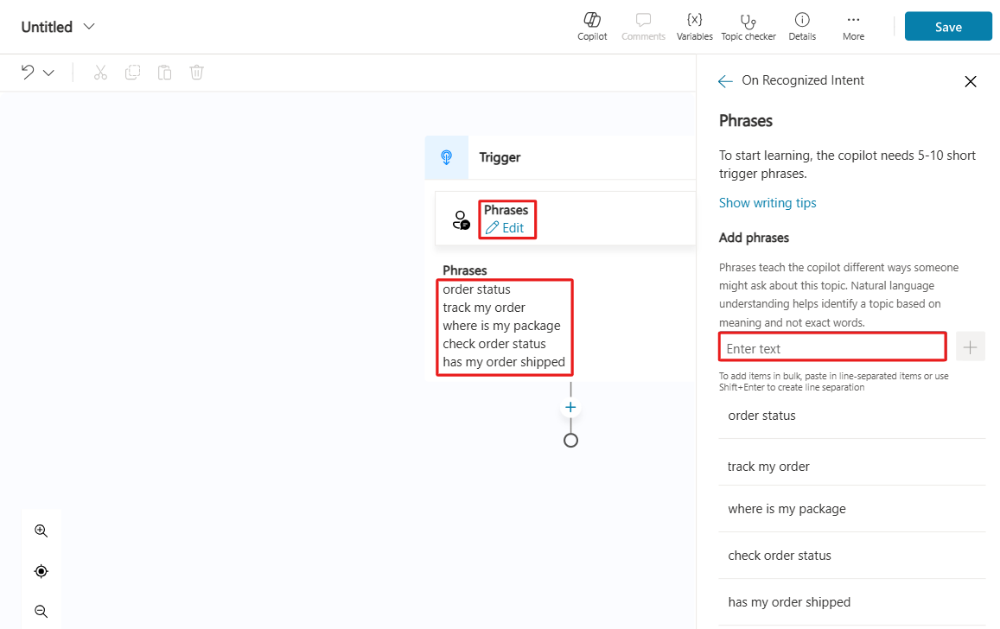 Untitled
Copilot
Comments
{x}
Variables
Topic checker
Details
More
Save
On Recognized Intent
Phrases
To start learning, the copilot needs 5-10 short
trigger phrases.
Show writing tips
Add phrases
Phrases teach the copilot different ways someone
might ask about this topic. Natural language
understanding helps identify a topic based on
meaning and not exact words.
Enter text
To add items in bulk, paste in line-separated items or use
Shift+Enter to create line separation
order status
track my order
where is my package
check order status
has my order shipped
Trigger
Phrases
Edit
Phrases
order status
track my order
where is my package
check order status
has my order shipped